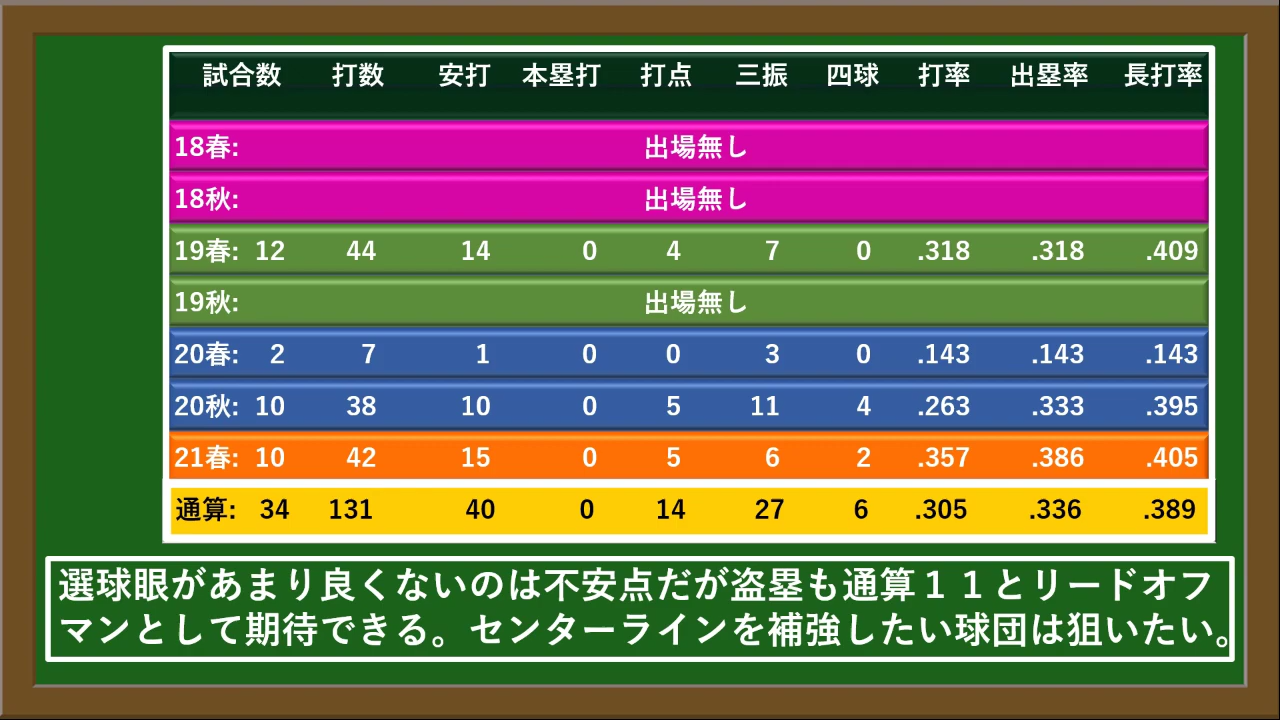 試合数 打数 安打 本塁打 打点 三振 四球 打率 出塁率 長打率
18春: 出場無し
18秋: 出場無し
19春: 12 44 14 0 4 7 0 .318 .318 .409
19秋: 出場無し
20春: 2 7 1 0 0 3 0 .143 .143 .143
20秋: 10 38 10 0 5 11 4 .263 .333 .395
21春: 10 42 15 0 5 6 2 .357 .386 .405
通算: 34 131 40 0 14 27 6 .305 .336 .389
選球眼があまり良くないのは不安点だが盗塁も通算１１とリードオフ
マンとして期待できる。センターラインを補強したい球団は狙いたい。